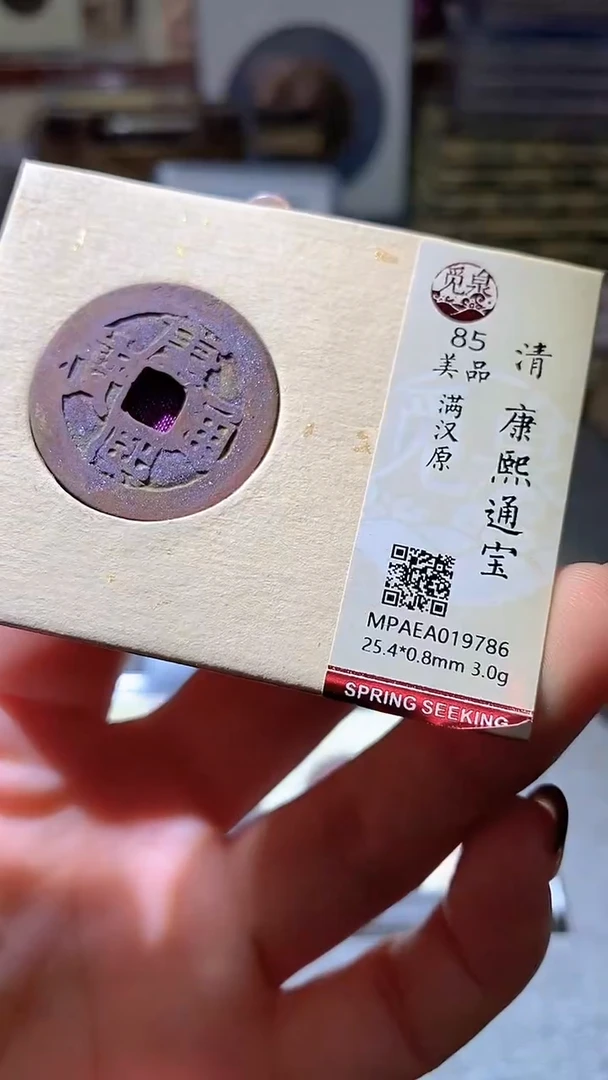 康熙通寶
觅泉
85
美品
满汉原
清
康熙通宝
MPAEA019786
25.4*0.8mm 3.0g
SPRING SEEKING